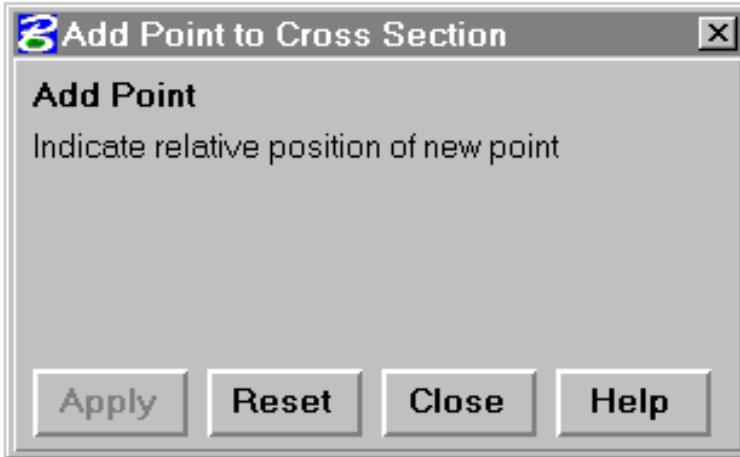 Add Point to Cross Section
Add Point
Indicate relative position of new point
Apply Reset Close Help